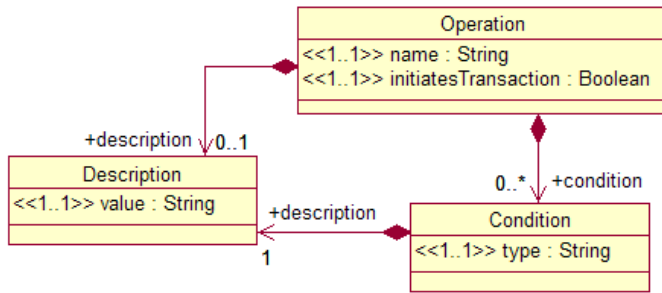 Operation
<<1..1>> name : String
<<1..1>> initiatesTransaction : Boolean
+description
0..1
Description
<<1..1>> value : String
0..*
+condition
+description
1
Condition
<<1..1>> type : String